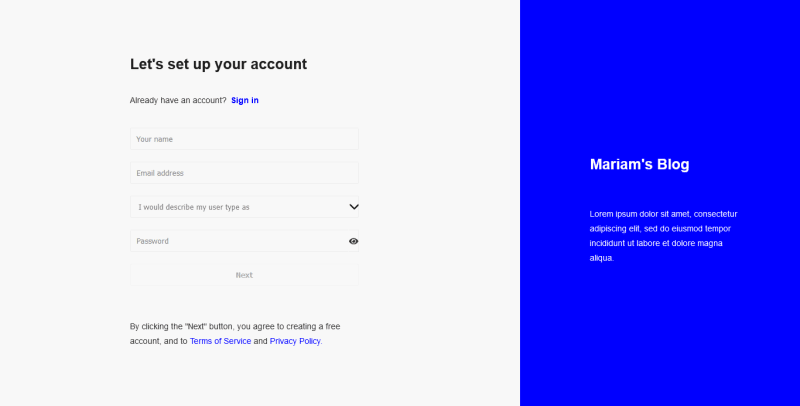 Let's set up your account
Already have an account? Sign in
Your name
Email address
I would describe my user type as
Password
Next
By clicking the "Next" button, you agree to creating a free
account, and to Terms of Service and Privacy Policy.
Mariam's Blog
Lorem ipsum dolor sit amet, consectetur
adipiscing elit, sed do eiusmod tempor
incididunt ut labore et dolore magna
aliqua.